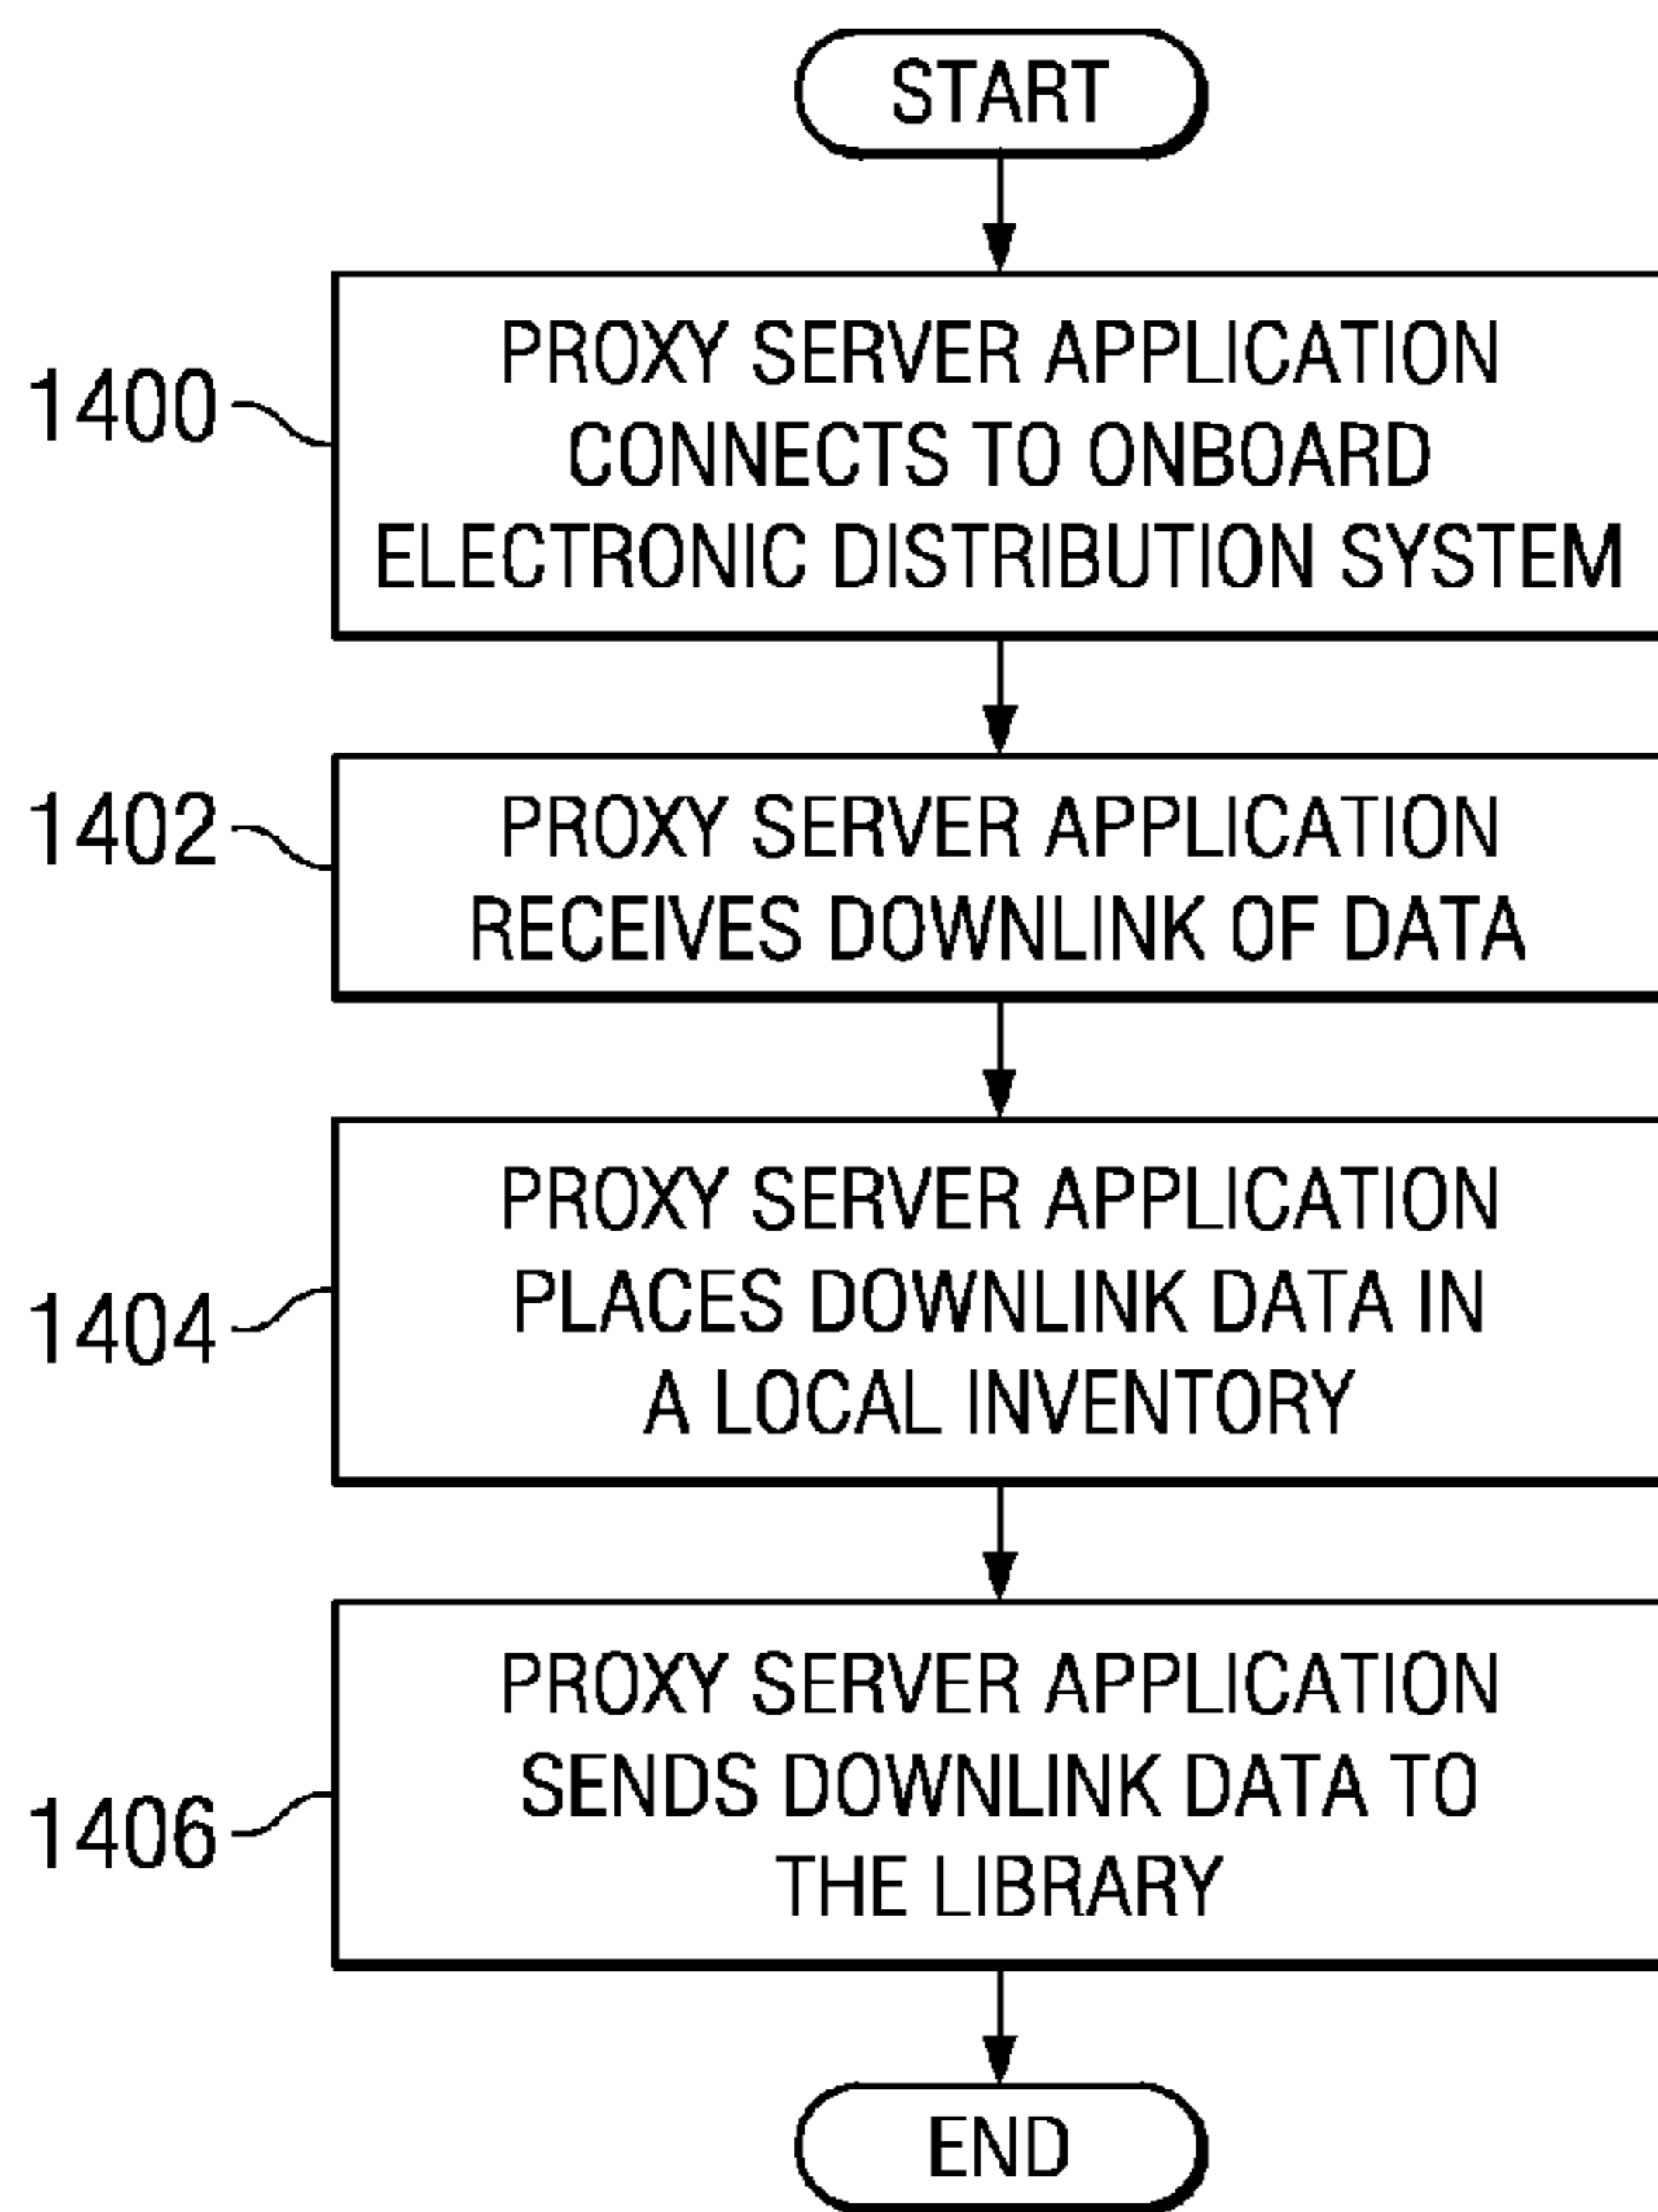 START
1400
PROXY SERVER APPLICATION
CONNECTS TO ONBOARD
ELECTRONIC DISTRIBUTION SYSTEM
1402
PROXY SERVER APPLICATION
RECEIVES DOWNLINK OF DATA
1404
PROXY SERVER APPLICATION
PLACES DOWNLINK DATA IN
A LOCAL INVENTORY
1406
PROXY SERVER APPLICATION
SENDS DOWNLINK DATA TO
THE LIBRARY
END